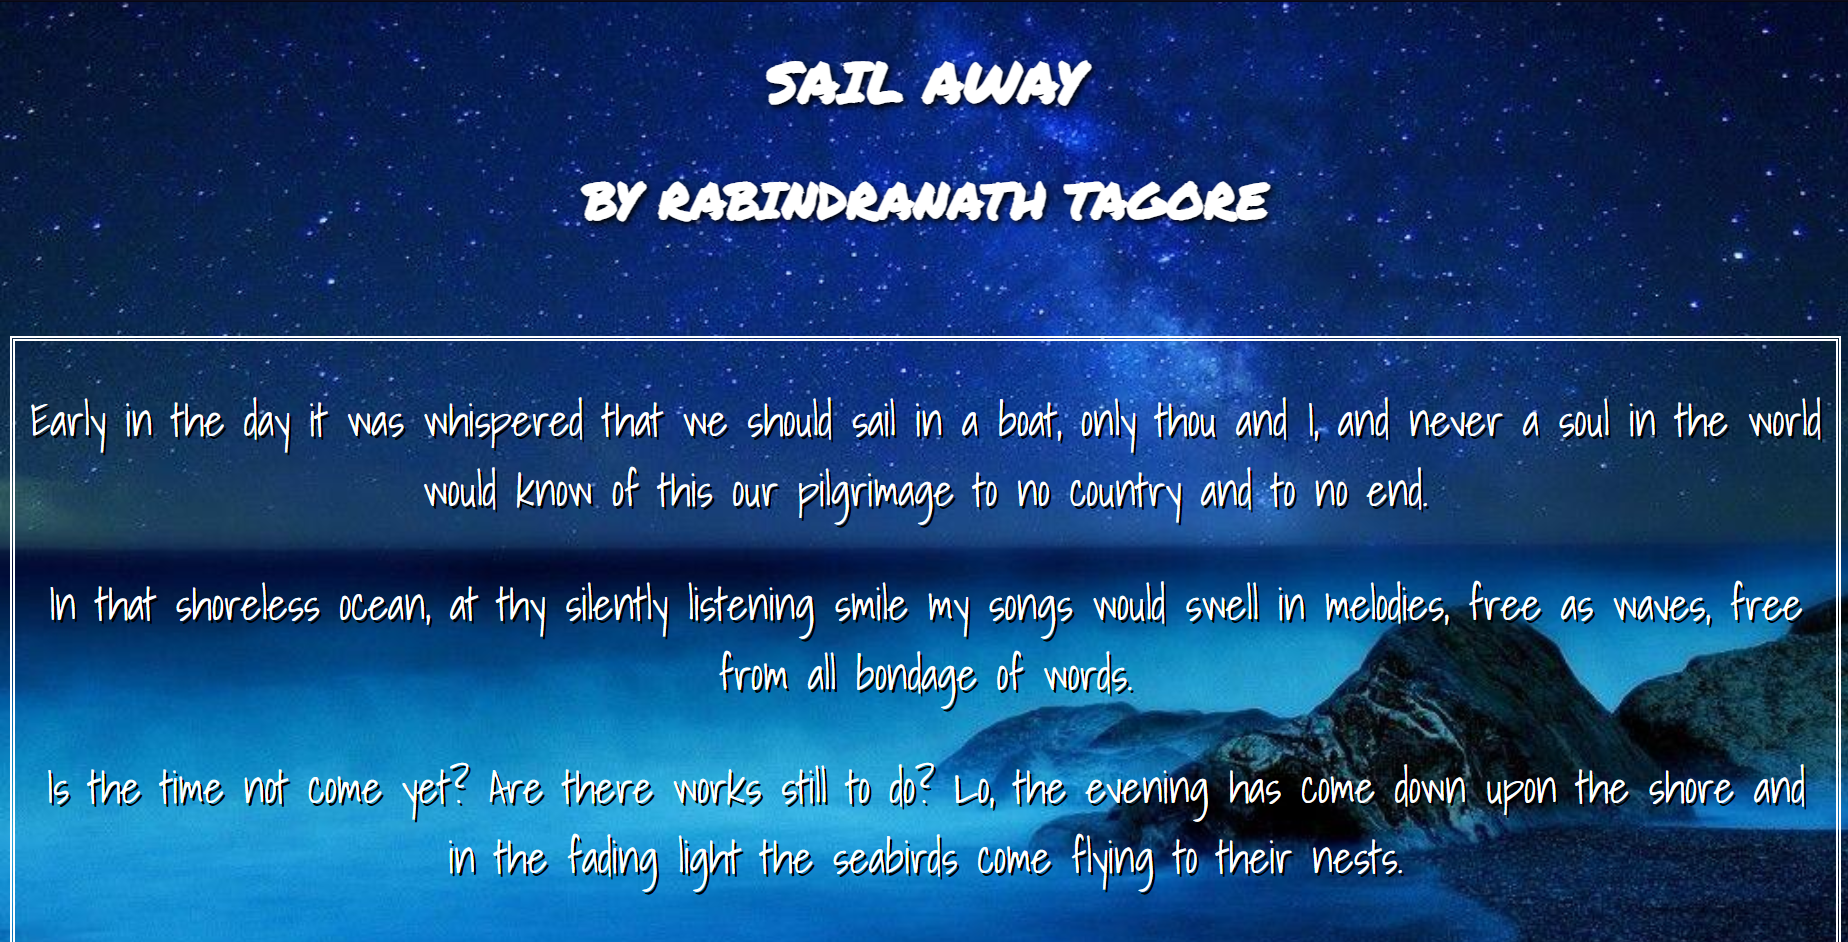 SAIL AWAY
BY RABINDRANATH TAGORE
Early in the day it was whispered that we should sail in a boat, only thou and I, and never a soul in the world
would know of this our pilgrimage to no country and to no end.
In that shoreless ocean, at thy silently listening smile my songs would swell in melodies, free as waves, free
from all bondage of words.
Is the time not come yet? Are there works still to do? Lo, the evening has come down upon the shore and
in the fading light the seabirds come flying to their nests.